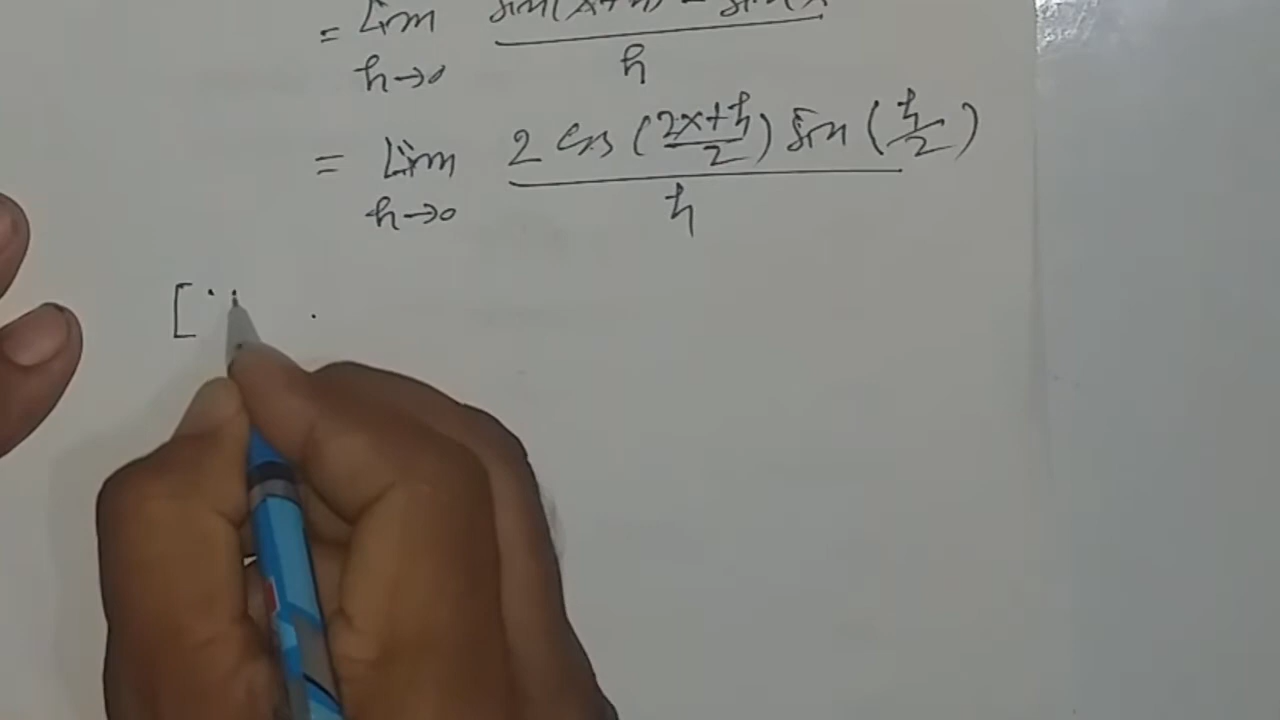 = Lim sin(x+h) - sin(x
h→0 h
= Lim 2 cos (2x+h/2) sin (h/2)
h→0 h
[∵